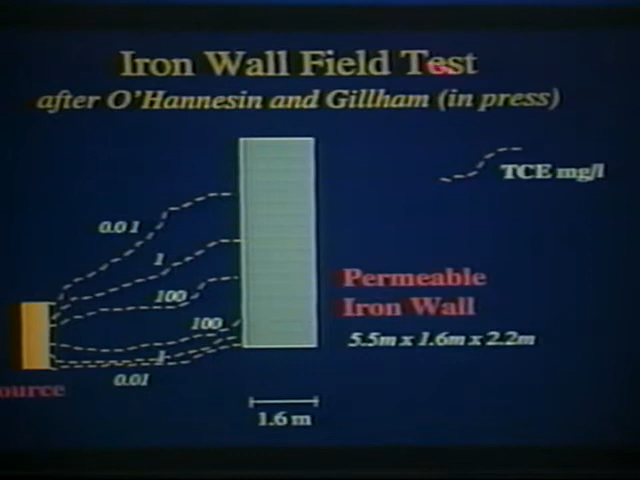 Iron Wall Field Test
after O'Hannesin and Gillham (in press)
TCE mg/l
0.01
1
100
Permeable
Iron Wall
100
5.5m x 1.6m x 2.2m
1
0.01
ource
1.6 m